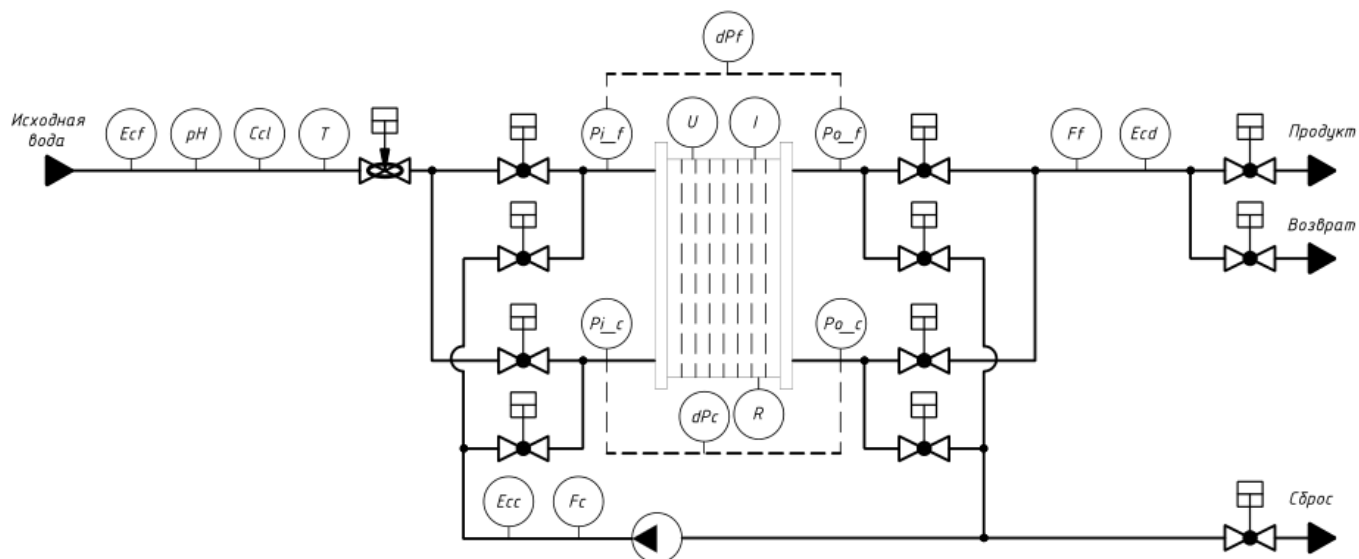 dPf
Исходная
вода
Ecf
pH
Ccl
T
Pi_f
U
I
Po_f
Ff
Ecd
Продукт
Возврат
Pi_c
Po_c
dPc
R
Ecc
Fc
Сброс